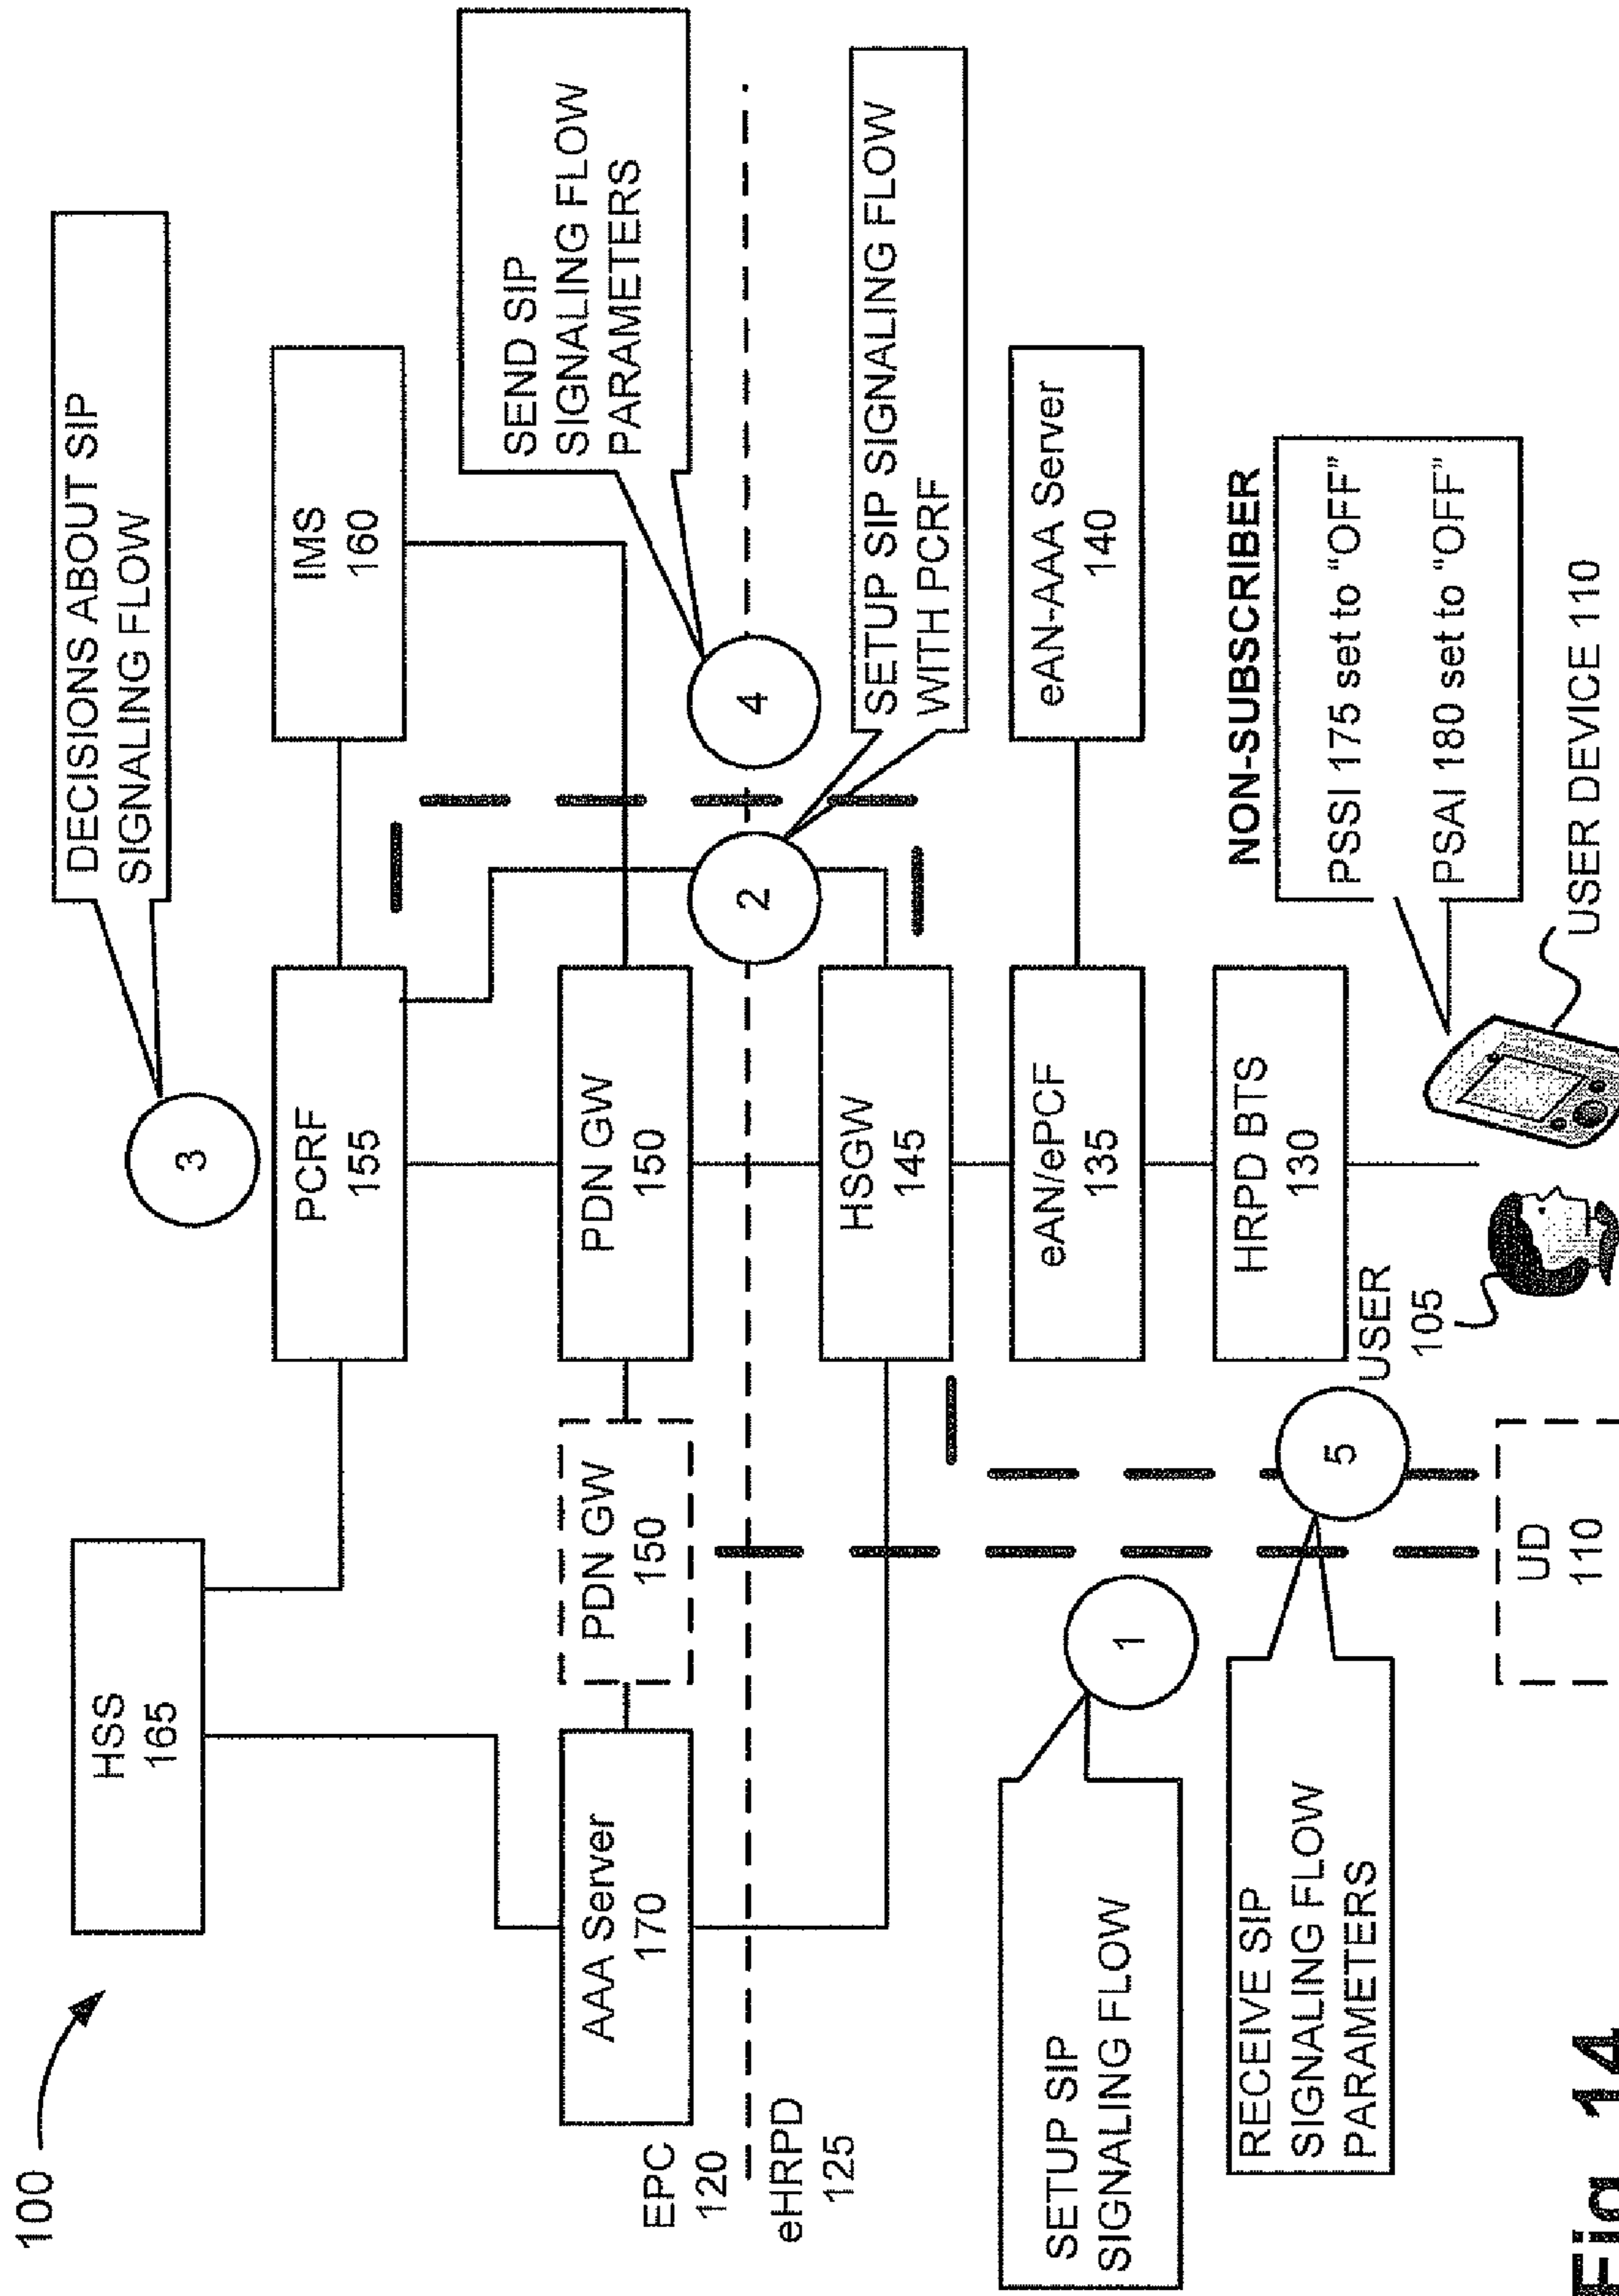 100
HSS
165
DECISIONS ABOUT SIP
SIGNALING FLOW
3
PCRF
155
IMS
160
AAA Server
170
PDN GW
150
PDN GW
150
SEND SIP
SIGNALING FLOW
PARAMETERS
EPC
120
eHRPD
125
2
4
SETUP SIP SIGNALING FLOW
WITH PCRF
HSGW
145
SETUP SIP
SIGNALING FLOW
1
eAN/ePCF
135
eAN-AAA Server
140
RECEIVE SIP
SIGNALING FLOW
PARAMETERS
5
HRPD BTS
130
NON-SUBSCRIBER
PSSI 175 set to “OFF”
PSAI 180 set to “OFF”
USER
105
UD
110
USER DEVICE 110
Fig. 14